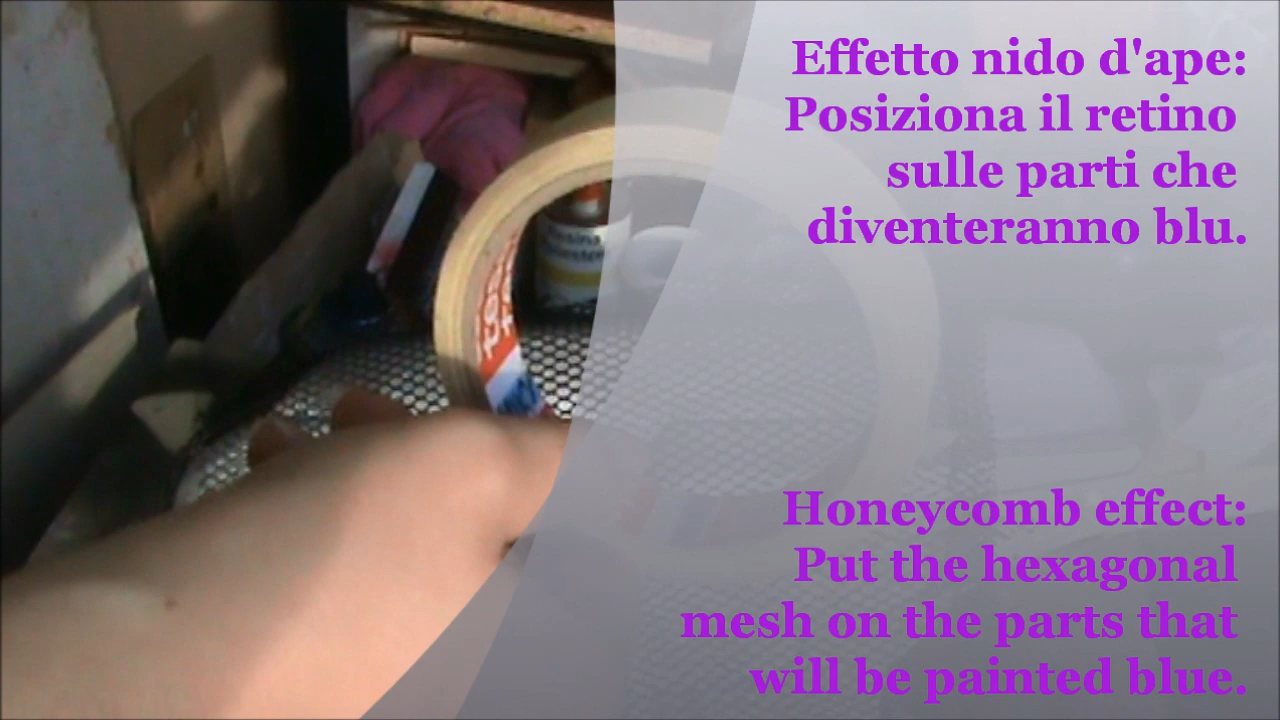 Effetto nido d'ape:
Posiziona il retino
sulle parti che
diventeranno blu.
Honeycomb effect:
Put the hexagonal
mesh on the parts that
will be painted blue.